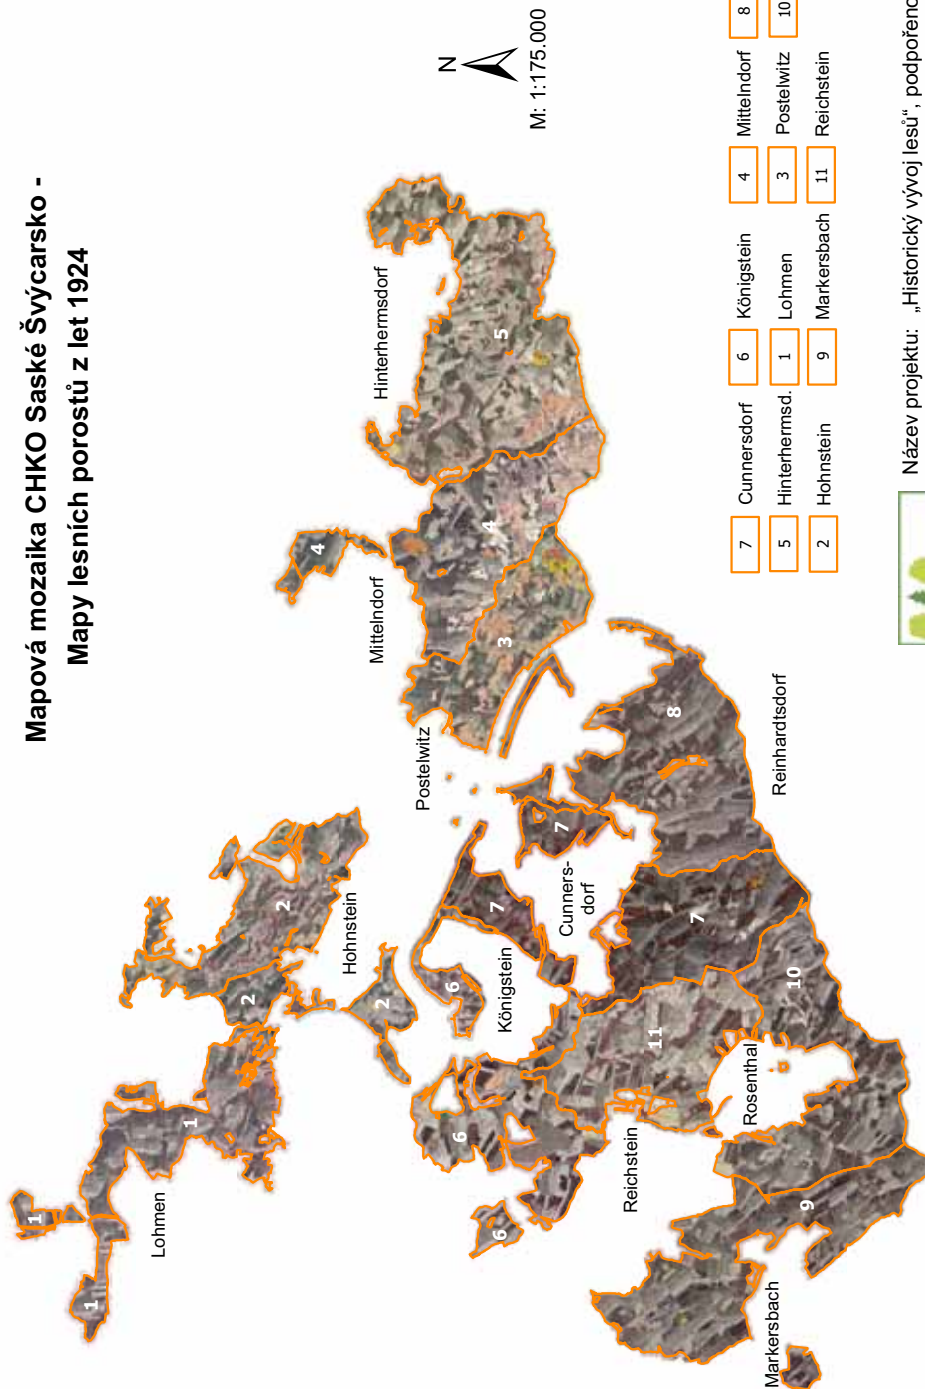 Mapová mozaika CHKO Saské Švýcarsko -
Mapy lesních porostů z let 1924
N
M: 1:175.000
Lohmen
1
1
1
Hohnstein
2
2
2
Hinterhermsdorf
5
Mittelndorf
4
4
Postelwitz
3
Königstein
6
6
6
Cunners-
dorf
7
7
7
Reinhardtsdorf
8
Reichstein
11
Rosenthal
10
Markersbach
9
7 Cunnersdorf
6 Königstein
4 Mittelndorf
8
5 Hinterhermsd.
1 Lohmen
3 Postelwitz
10
2 Hohnstein
9 Markersbach
11 Reichstein
Název projektu: „Historický vývoj lesů“, podpořeno